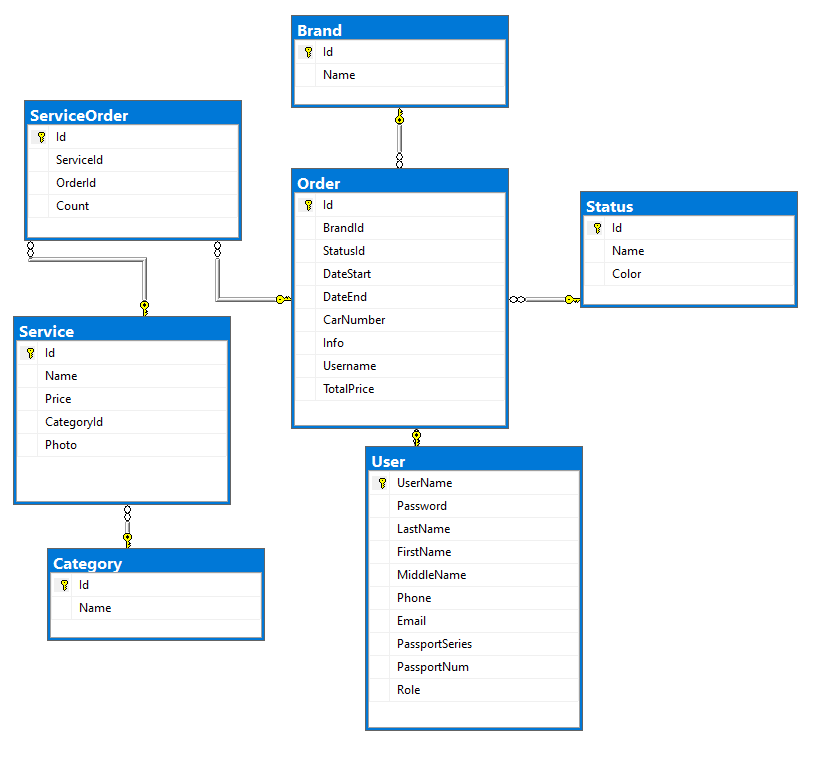 Brand
Id
Name
ServiceOrder
Id
ServiceId
OrderId
Count
Order
Id
BrandId
StatusId
DateStart
DateEnd
CarNumber
Info
Username
TotalPrice
Status
Id
Name
Color
Service
Id
Name
Price
CategoryId
Photo
User
UserName
Password
LastName
FirstName
MiddleName
Phone
Email
PassportSeries
PassportNum
Role
Category
Id
Name